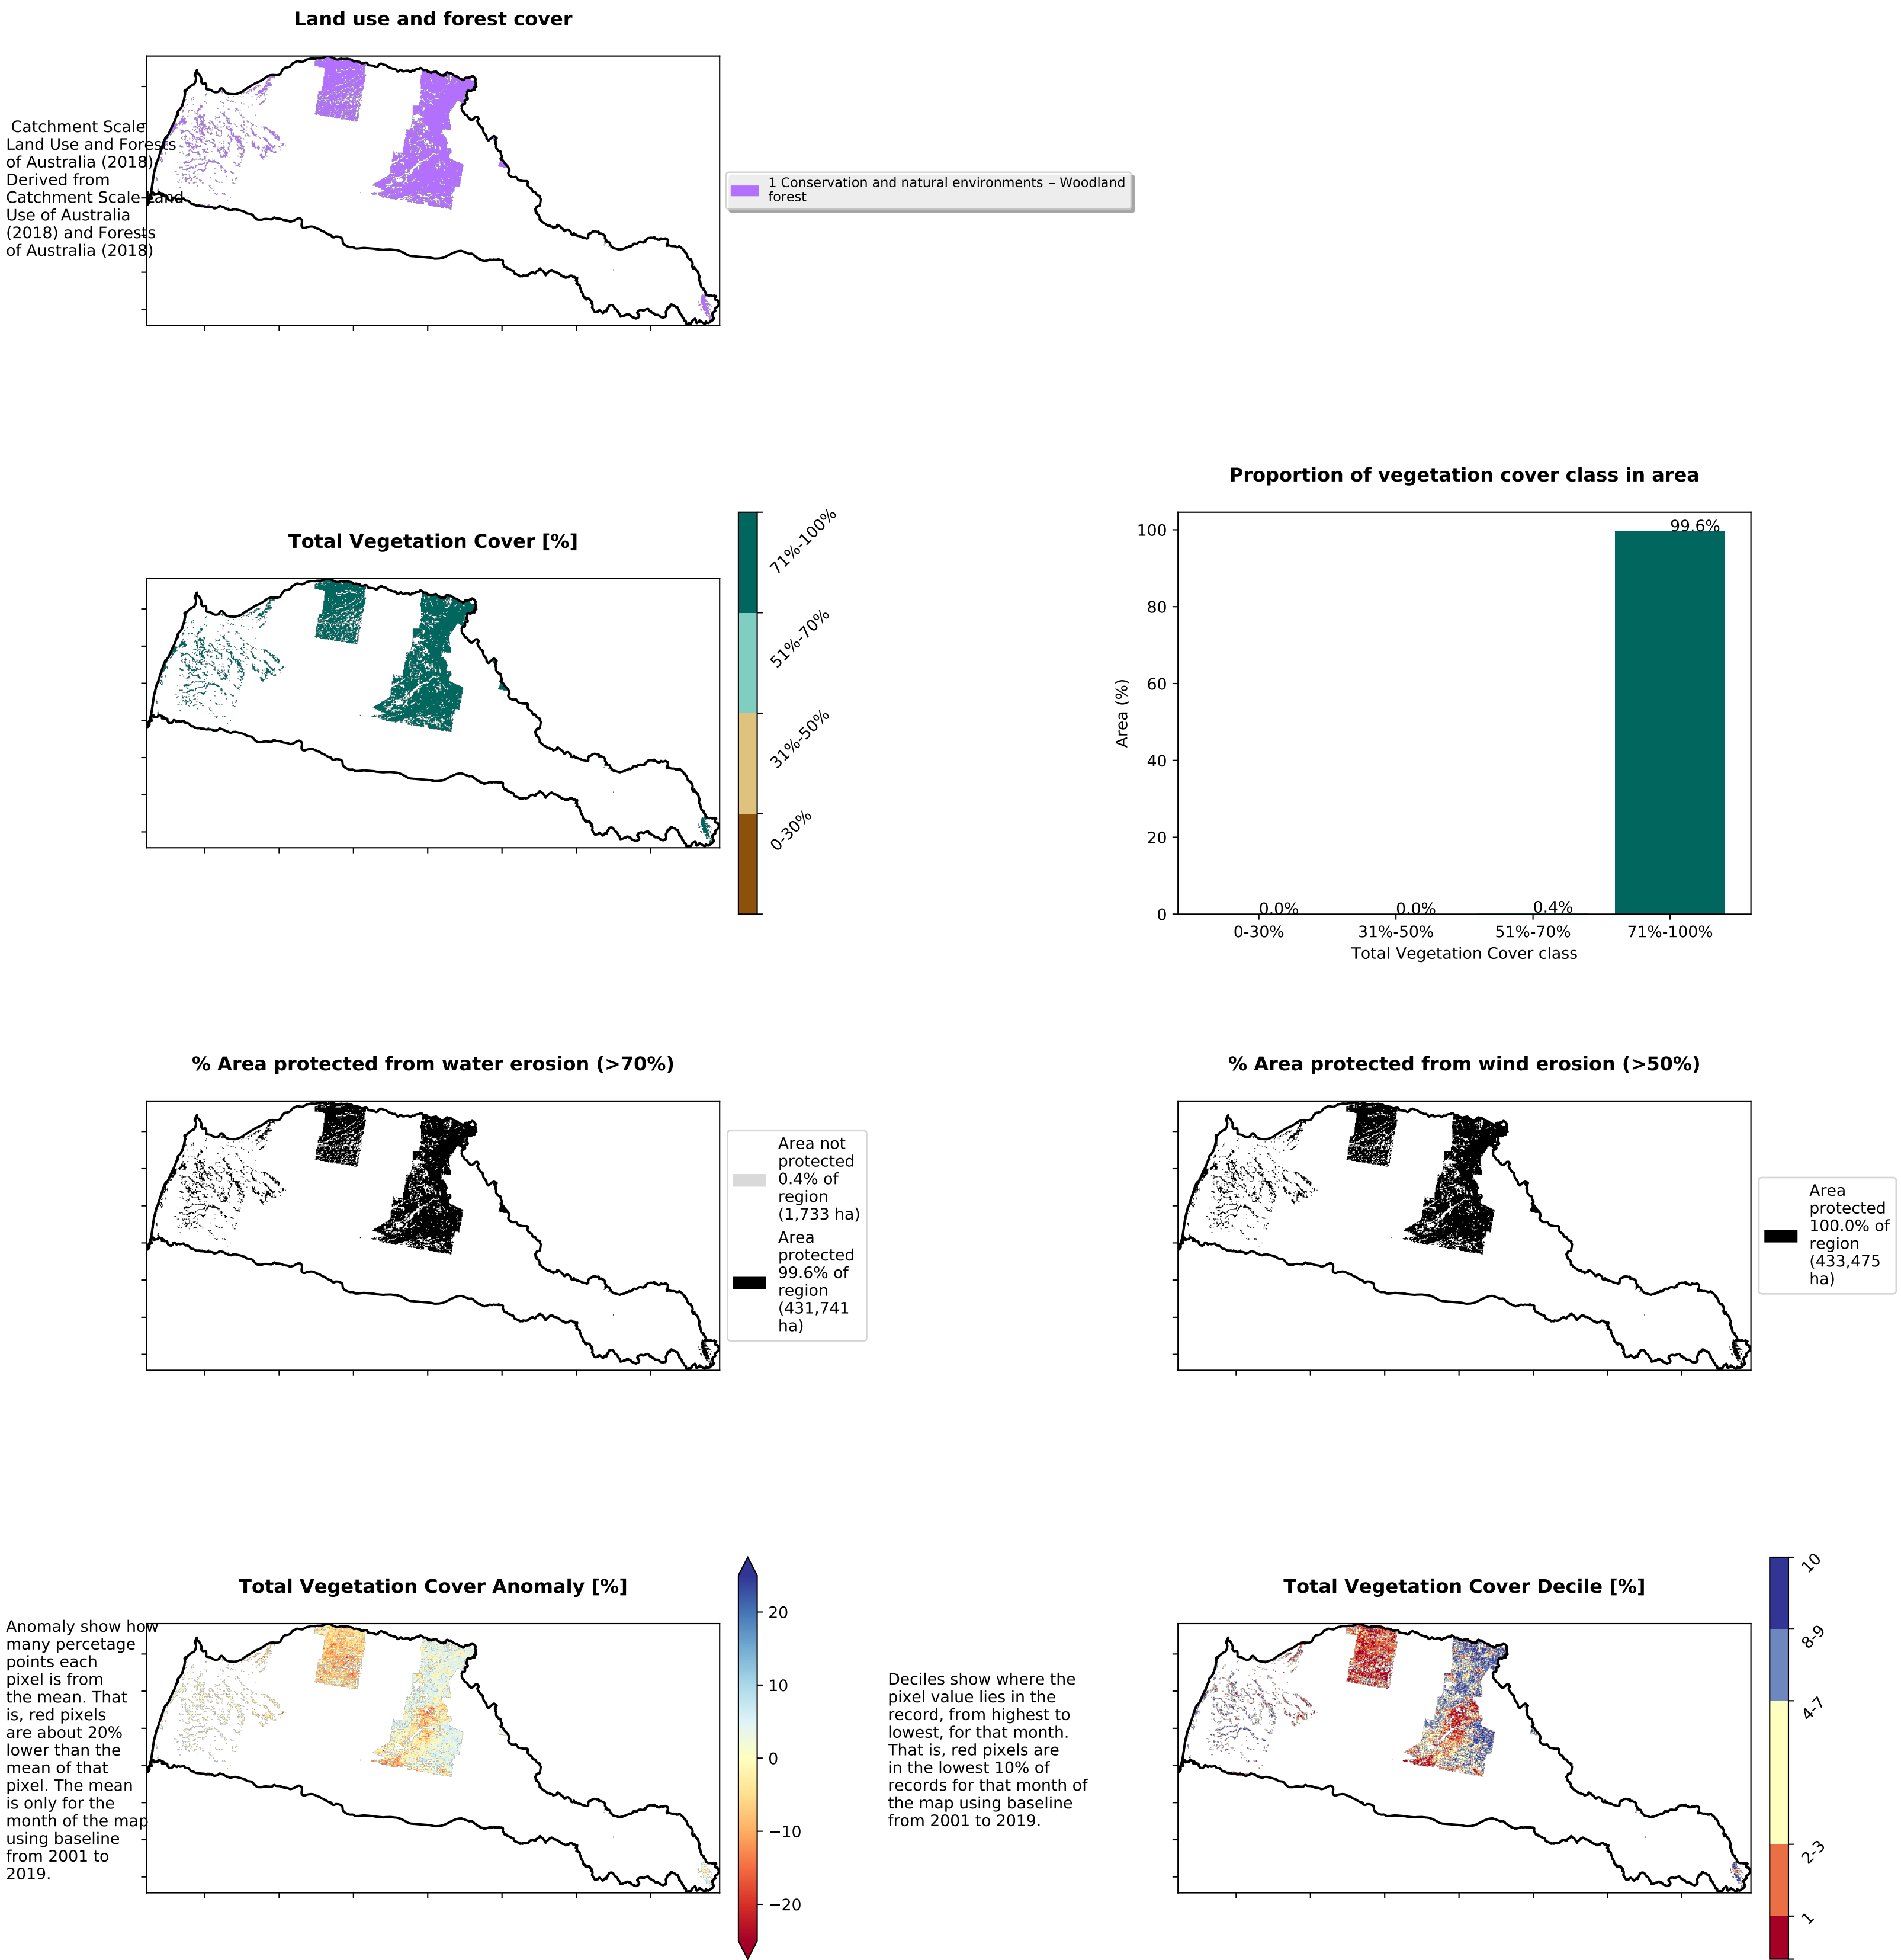 Land use and forest cover
Catchment Scale
Land Use and Forests
of Australia (2018)
Derived from
Catchment Scale Land
Use of Australia
(2018) and Forests
of Australia (2018)
1 Conservation and natural environments – Woodland
forest
Total Vegetation Cover [%]
71%-100%
51%-70%
31%-50%
0-30%
Proportion of vegetation cover class in area
Area (%)
100
80
60
40
20
0
0.0%
0.0%
0.4%
99.6%
0-30%
31%-50%
51%-70%
71%-100%
Total Vegetation Cover class
% Area protected from water erosion (>70%)
Area not
protected
0.4% of
region
(1,733 ha)
Area
protected
99.6% of
region
(431,741
ha)
% Area protected from wind erosion (>50%)
Area
protected
100.0% of
region
(433,475
ha)
Total Vegetation Cover Anomaly [%]
Anomaly show how
many percetage
points each
pixel is from
the mean. That
is, red pixels
are about 20%
lower than the
mean of that
pixel. The mean
is only for the
month of the map
using baseline
from 2001 to
2019.
20
10
0
−10
−20
Deciles show where the
pixel value lies in the
record, from highest to
lowest, for that month.
That is, red pixels are
in the lowest 10% of
records for that month of
the map using baseline
from 2001 to 2019.
Total Vegetation Cover Decile [%]
10
8-9
4-7
2-3
1